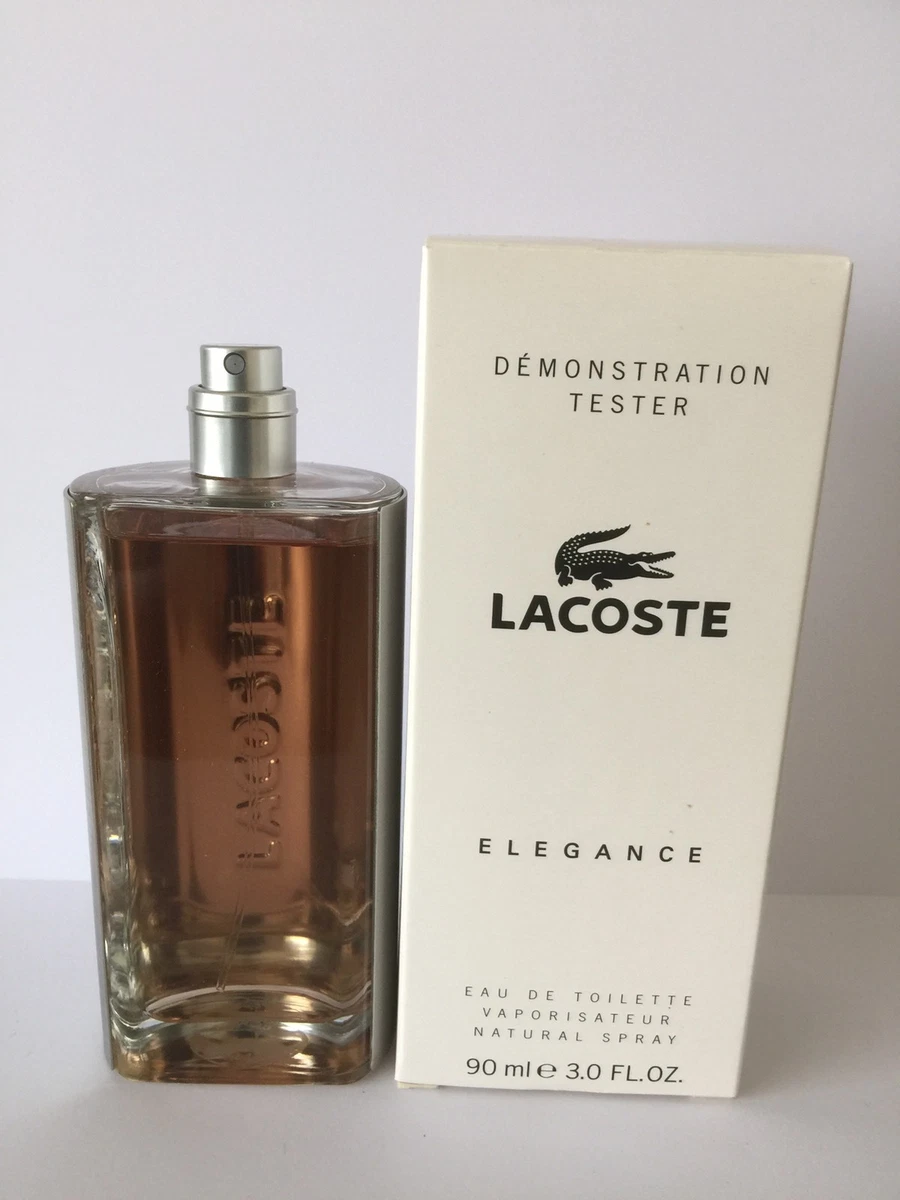 DÉMONSTRATION
TESTER
LACOSTE
ELEGANCE
EAU DE TOILETTE
VAPORISATEUR
NATURAL SPRAY
90 ml ℮ 3.0 FL.OZ.
LACOSTE